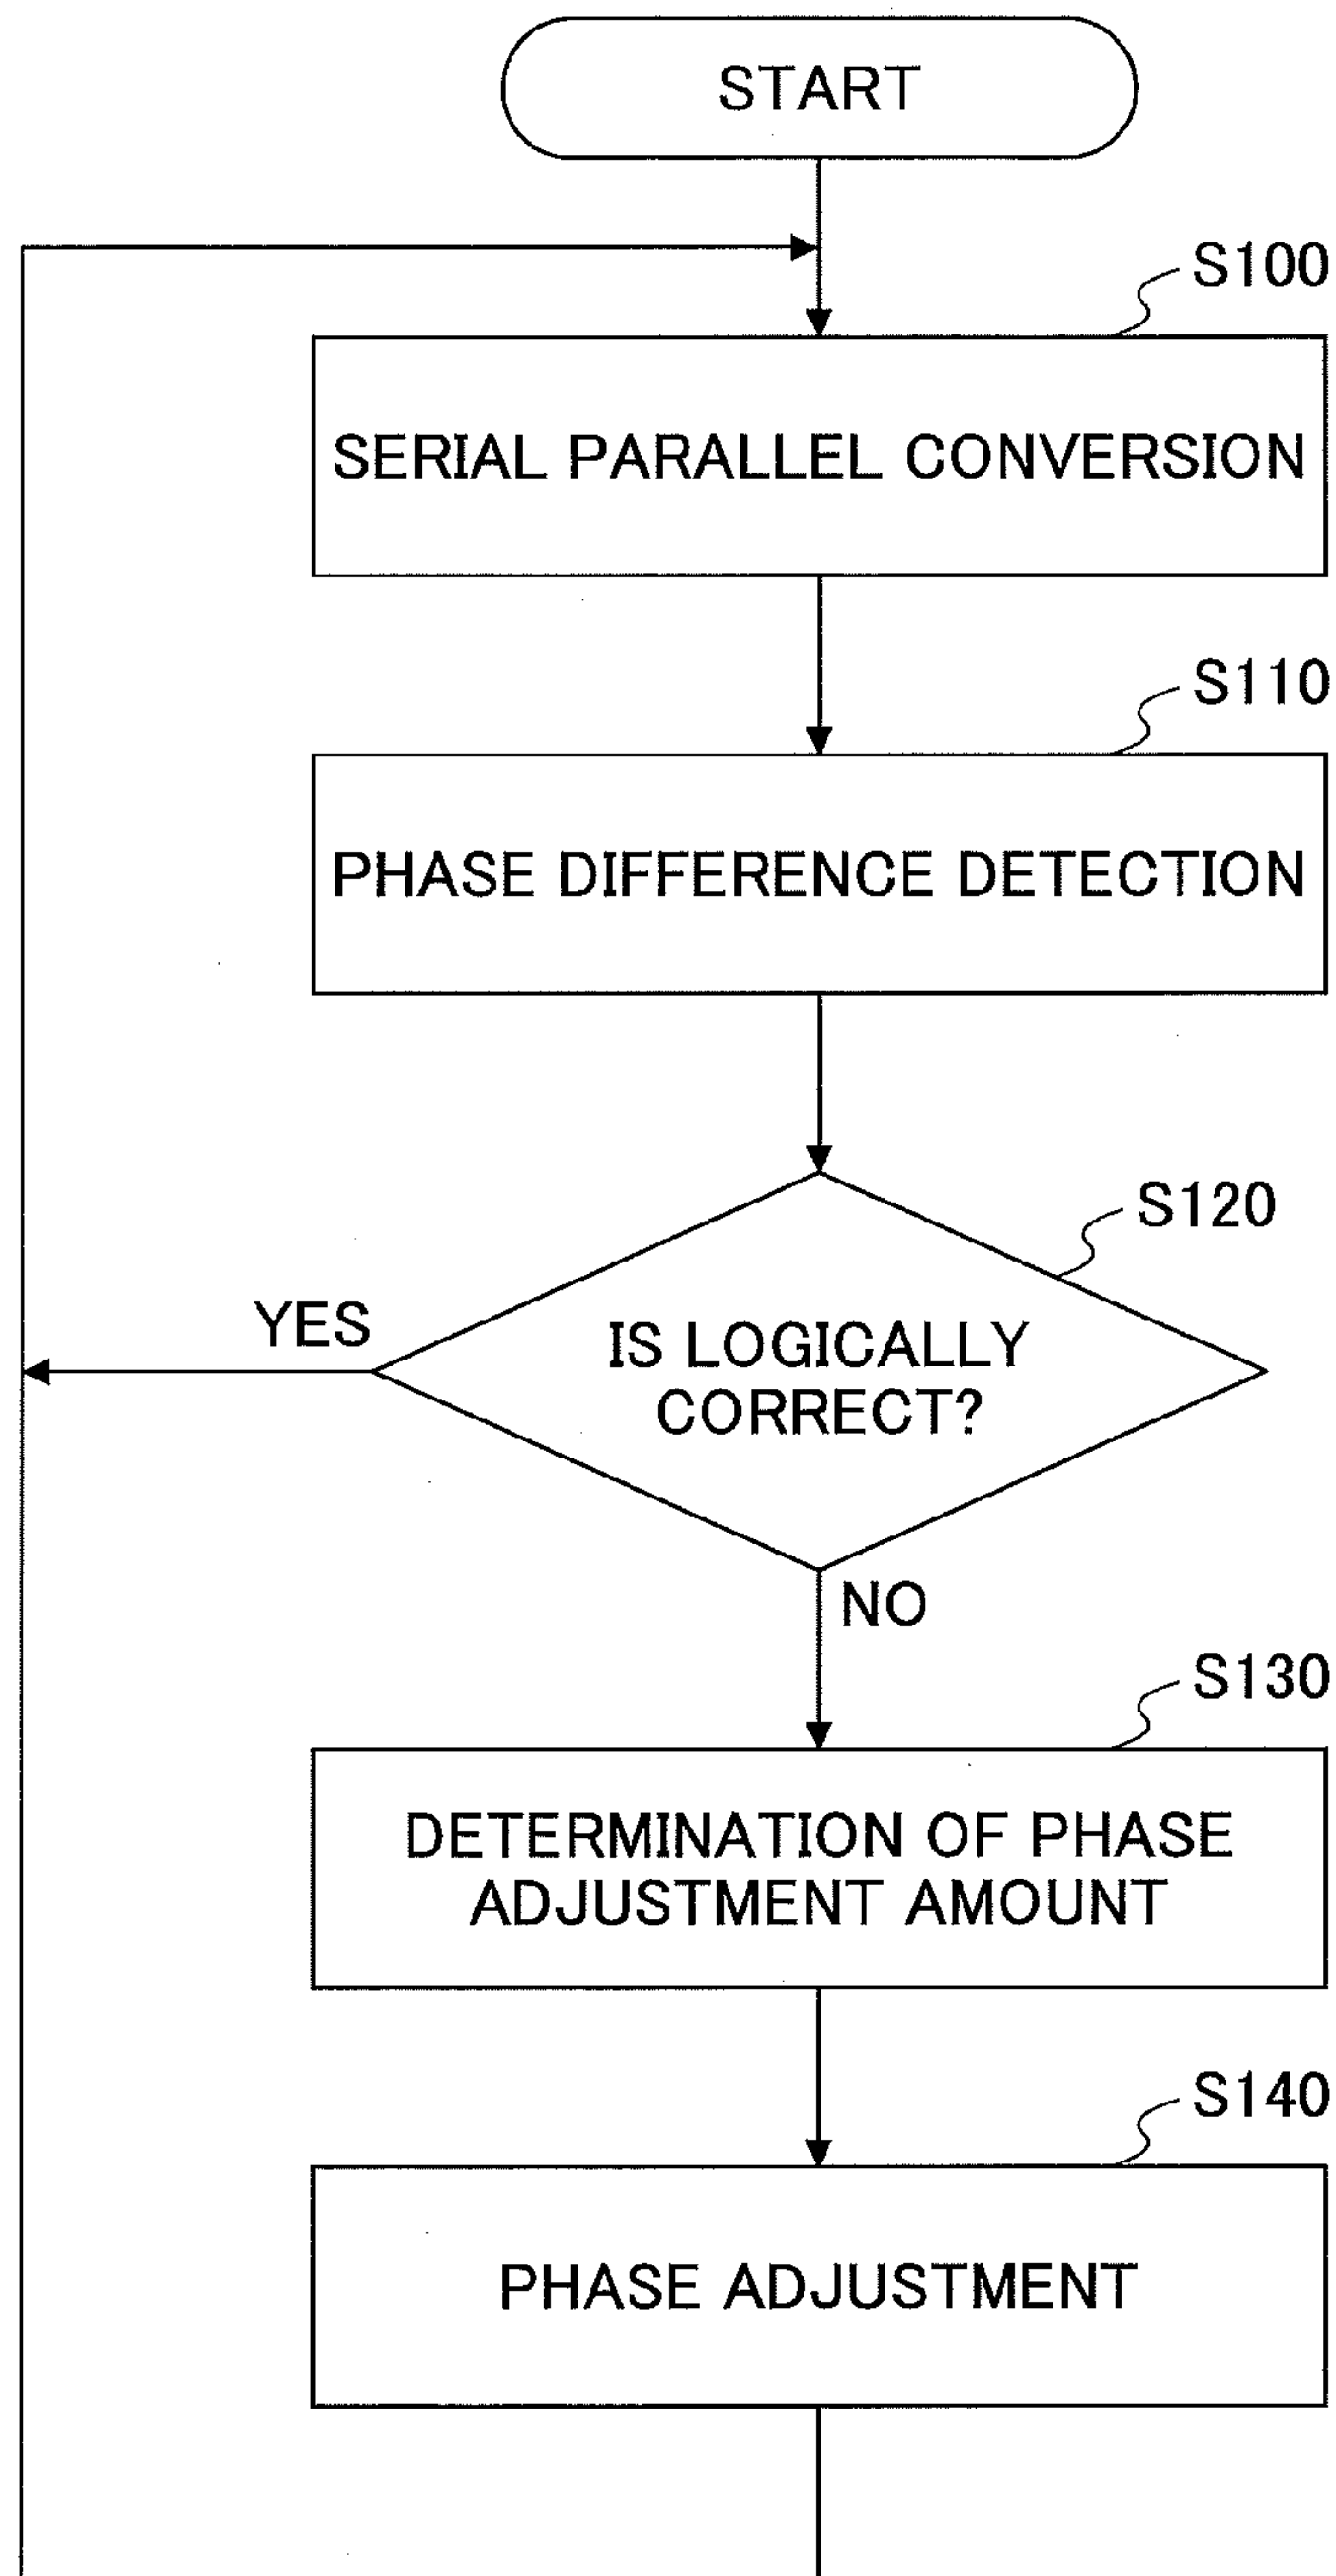 START
S100
SERIAL PARALLEL CONVERSION
S110
PHASE DIFFERENCE DETECTION
S120
YES
IS LOGICALLY
CORRECT?
NO
S130
DETERMINATION OF PHASE
ADJUSTMENT AMOUNT
S140
PHASE ADJUSTMENT